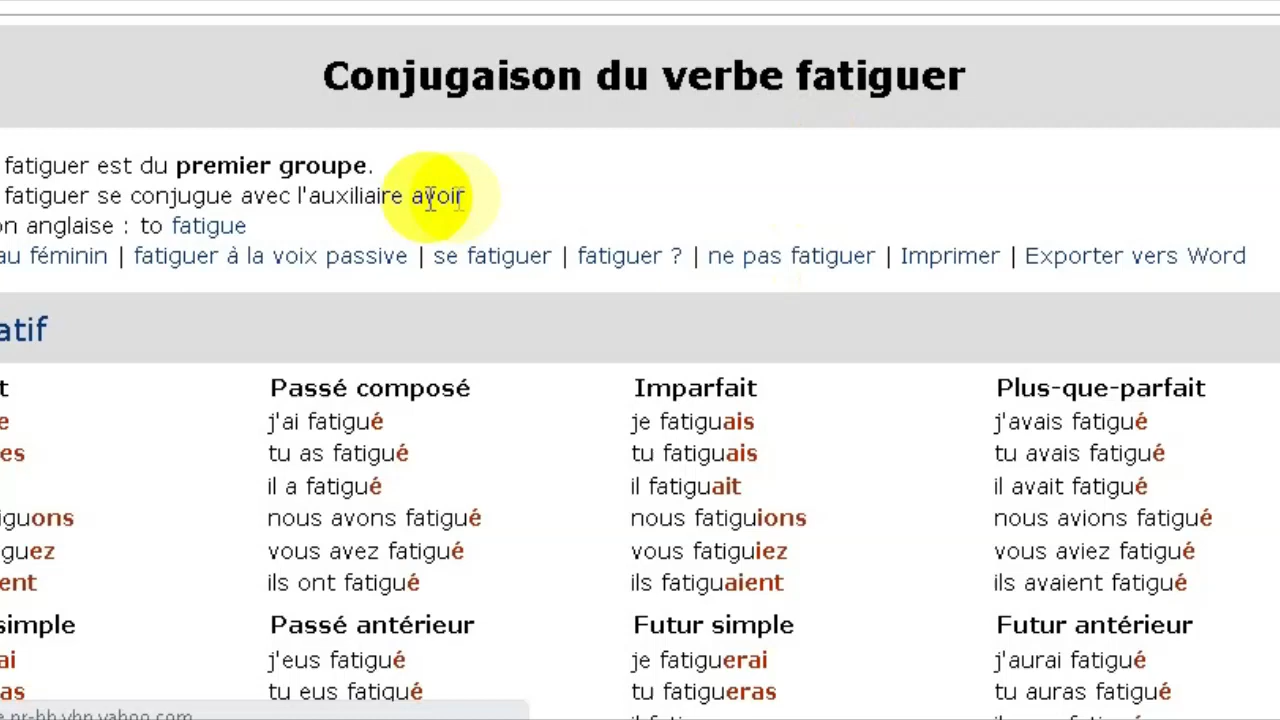 Conjugaison du verbe fatiguer
fatiguer est du premier groupe.
fatiguer se conjugue avec l'auxiliaire avoir
on anglaise : to fatigue
au féminin | fatiguer à la voix passive | se fatiguer | fatiguer ? | ne pas fatiguer | Imprimer | Exporter vers Word
atif
t Passé composé Imparfait Plus-que-parfait
e j'ai fatigué je fatiguais j'avais fatigué
es tu as fatigué tu fatiguais tu avais fatigué
il a fatigué il fatiguait il avait fatigué
iguons nous avons fatigué nous fatiguions nous avions fatigué
guez vous avez fatigué vous fatiguiez vous aviez fatigué
ent ils ont fatigué ils fatiguaient ils avaient fatigué
simple Passé antérieur Futur simple Futur antérieur
ai j'eus fatigué je fatiguerai j'aurai fatigué
as tu eus fatigué tu fatigueras tu auras fatigué